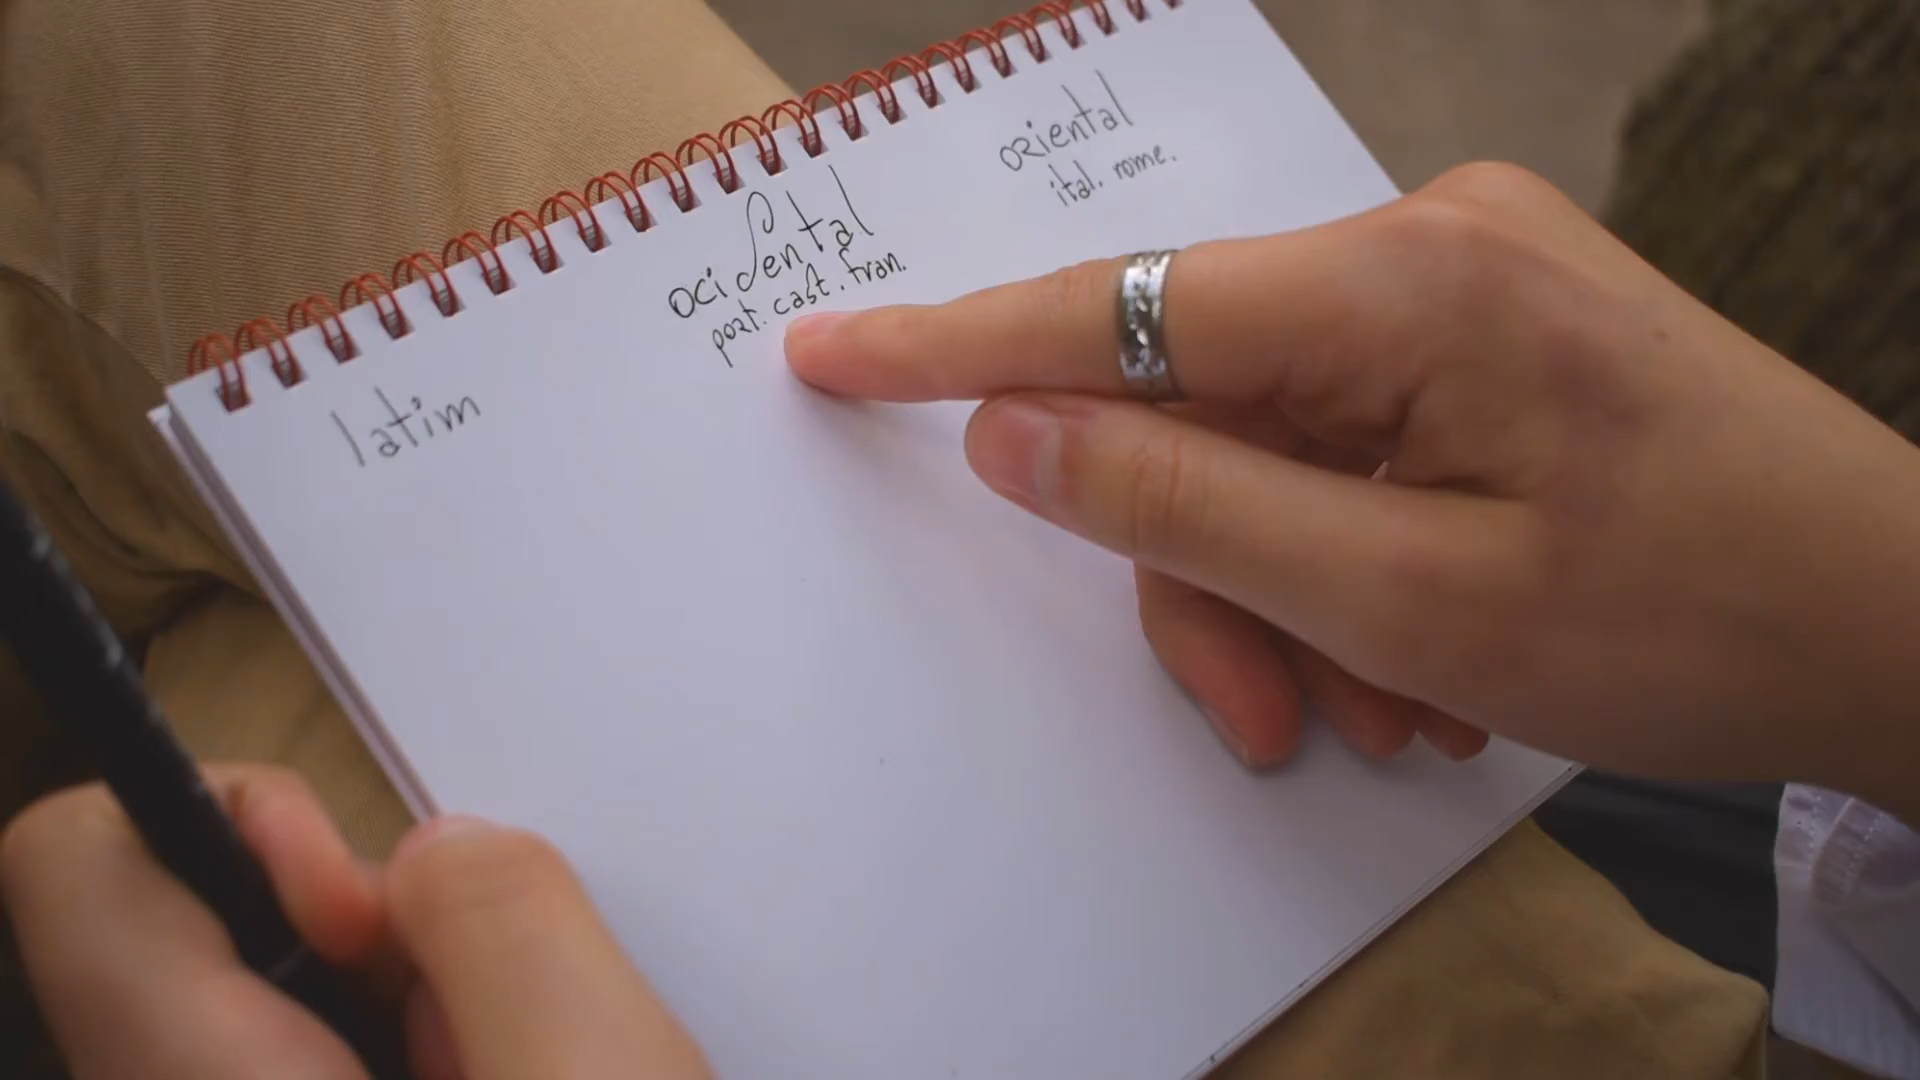 latim
ocidental
port. cast. fran.
oriental
ital. rome.